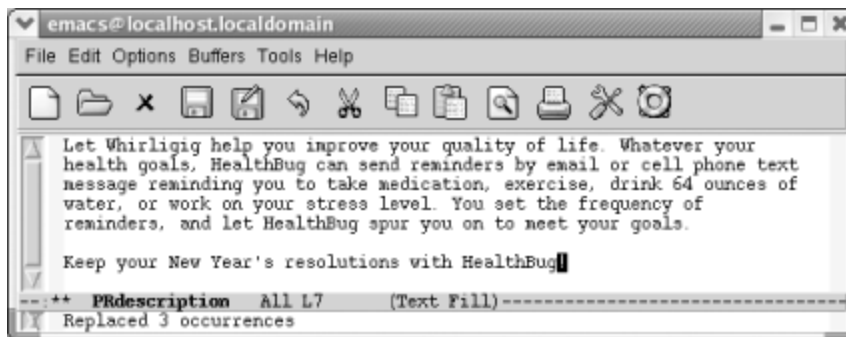 emacs@localhost.localdomain
File Edit Options Buffers Tools Help
Let Whirligig help you improve your quality of life. Whatever your
health goals, HealthBug can send reminders by email or cell phone text
message reminding you to take medication, exercise, drink 64 ounces of
water, or work on your stress level. You set the frequency of
reminders, and let HealthBug spur you on to meet your goals.
Keep your New Year's resolutions with HealthBug!
--:** PRdescription All L7 (Text Fill)----------------------------------
Replaced 3 occurrences